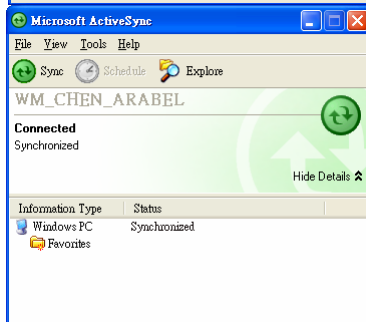 Microsoft ActiveSync
File View Tools Help
Sync Schedule Explore
WM_CHEN_ARABEL
Connected
Synchronized
Hide Details
Information Type Status
Windows PC Synchronized
Favorites